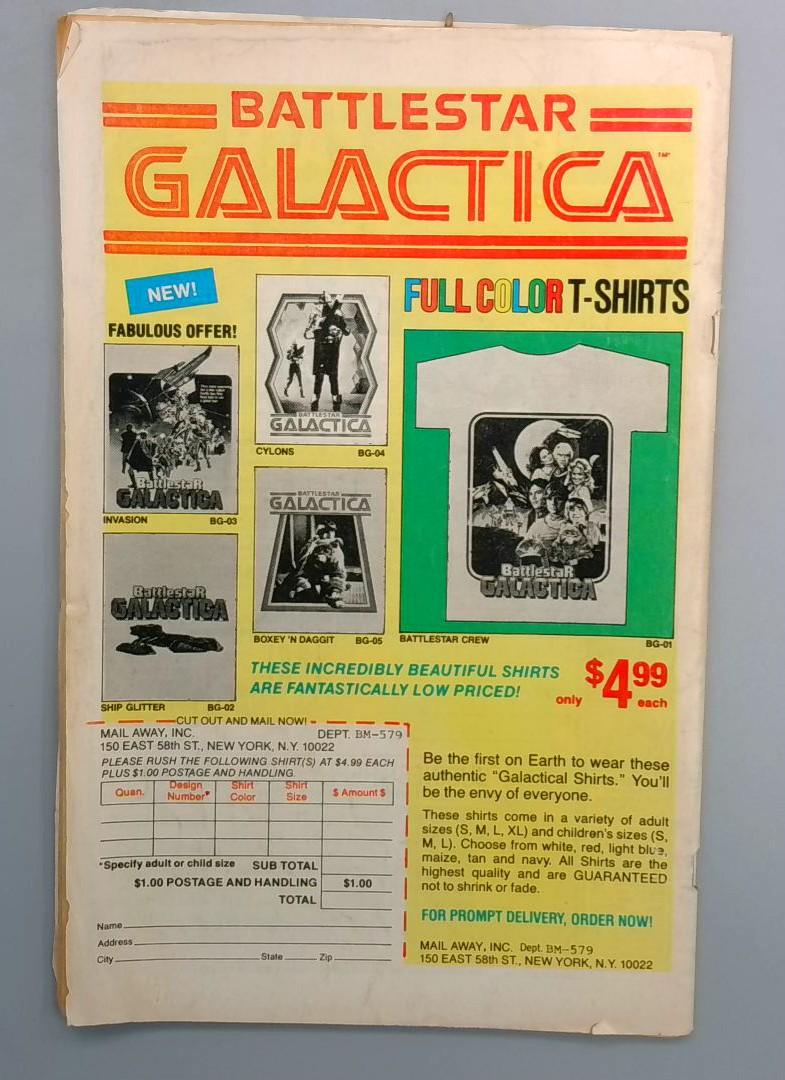 BATTLESTAR
GALACTICA™
NEW!
FABULOUS OFFER!
FULL COLOR T-SHIRTS
BattlestaR
GALACTICA
INVASION BG-03
BATTLESTAR
GALACTICA
CYLONS BG-04
BattlestaR
GALACTICA
SHIP GLITTER BG-02
BATTLESTAR
GALACTICA
BOXEY 'N DAGGIT BG-05
BattlestaR
GALACTICA
BATTLESTAR CREW BG-01
THESE INCREDIBLY BEAUTIFUL SHIRTS
ARE FANTASTICALLY LOW PRICED!
only $4.99 each
CUT OUT AND MAIL NOW!
MAIL AWAY, INC. DEPT. BM-579
150 EAST 58th ST., NEW YORK, N.Y. 10022
PLEASE RUSH THE FOLLOWING SHIRT(S) AT $4.99 EACH
PLUS $1.00 POSTAGE AND HANDLING.
Quan. Design Number* Shirt Color Shirt Size $ Amount $
*Specify adult or child size SUB TOTAL
$1.00 POSTAGE AND HANDLING $1.00
TOTAL
Name
Address
City State Zip
Be the first on Earth to wear these
authentic "Galactical Shirts." You'll
be the envy of everyone.
These shirts come in a variety of adult
sizes (S, M, L, XL) and children's sizes (S,
M, L). Choose from white, red, light blue,
maize, tan and navy. All Shirts are the
highest quality and are GUARANTEED
not to shrink or fade.
FOR PROMPT DELIVERY, ORDER NOW!
MAIL AWAY, INC. Dept. BM-579
150 EAST 58th ST., NEW YORK, N.Y. 10022